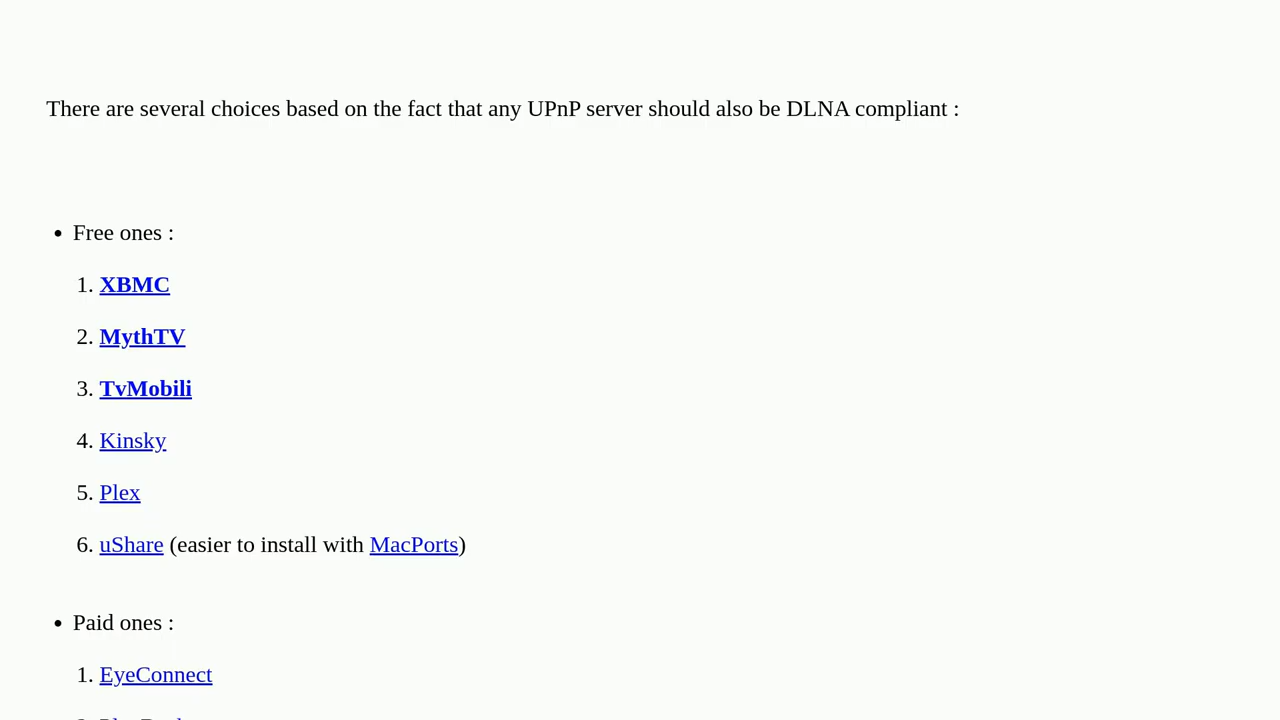 There are several choices based on the fact that any UPnP server should also be DLNA compliant :
• Free ones :
1. XBMC
2. MythTV
3. TvMobili
4. Kinsky
5. Plex
6. uShare (easier to install with MacPorts)
• Paid ones :
1. EyeConnect